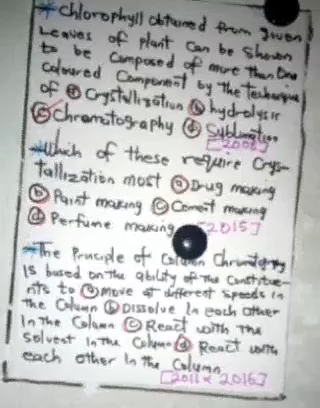 * Chlorophyll obtained from given
Leaves of plant can be shown
to be composed of more than one
Coloured Component by the Technique
of (a) Crystallization (b) hydrolysis
(c) Chromatography (d) Sublimation
[2008]
* Which of these require Crys-
tallization most (a) Drug making
(b) Paint making (c) Cement making
(d) Perfume making [2015]
* The Principle of Column Chromatography
Is based on the ability of the Constitue-
nts to (a) move at different speeds in
the Column (b) Dissolve In each other
In the Column (c) React with the
Solvent in the Column (d) React with
each other In the Column
[2011 & 2016]